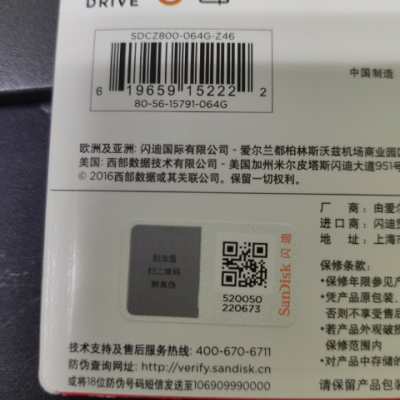 DRIVE
SDCZ800-064G-Z46
6 19659 15222 2
80-56-15791-064G
中国制造
欧洲及亚洲: 闪迪国际有限公司 - 爱尔兰都柏林斯沃兹机场商业园
美国: 西部数据技术有限公司 - 美国加州米尔皮塔斯闪迪大道951号
© 2016西部数据或其关联公司。保留一切权利。
厂 商: 由爱尔
进口商: 闪迪贸
地 址: 上海市
刮涂层
扫二维码
辨真伪
520050
220673
SanDisk 闪迪
保修条款:
•保修年限参见产
•凭产品原包装、
否则不享受售后
•若产品外观破损
保修范围内
•对产品中存储的
技术支持及售后服务热线: 400-670-6711
防伪查询网址: http://verify.sandisk.cn
或将18位防伪号码短信发送至106909990000
请保留产品包装